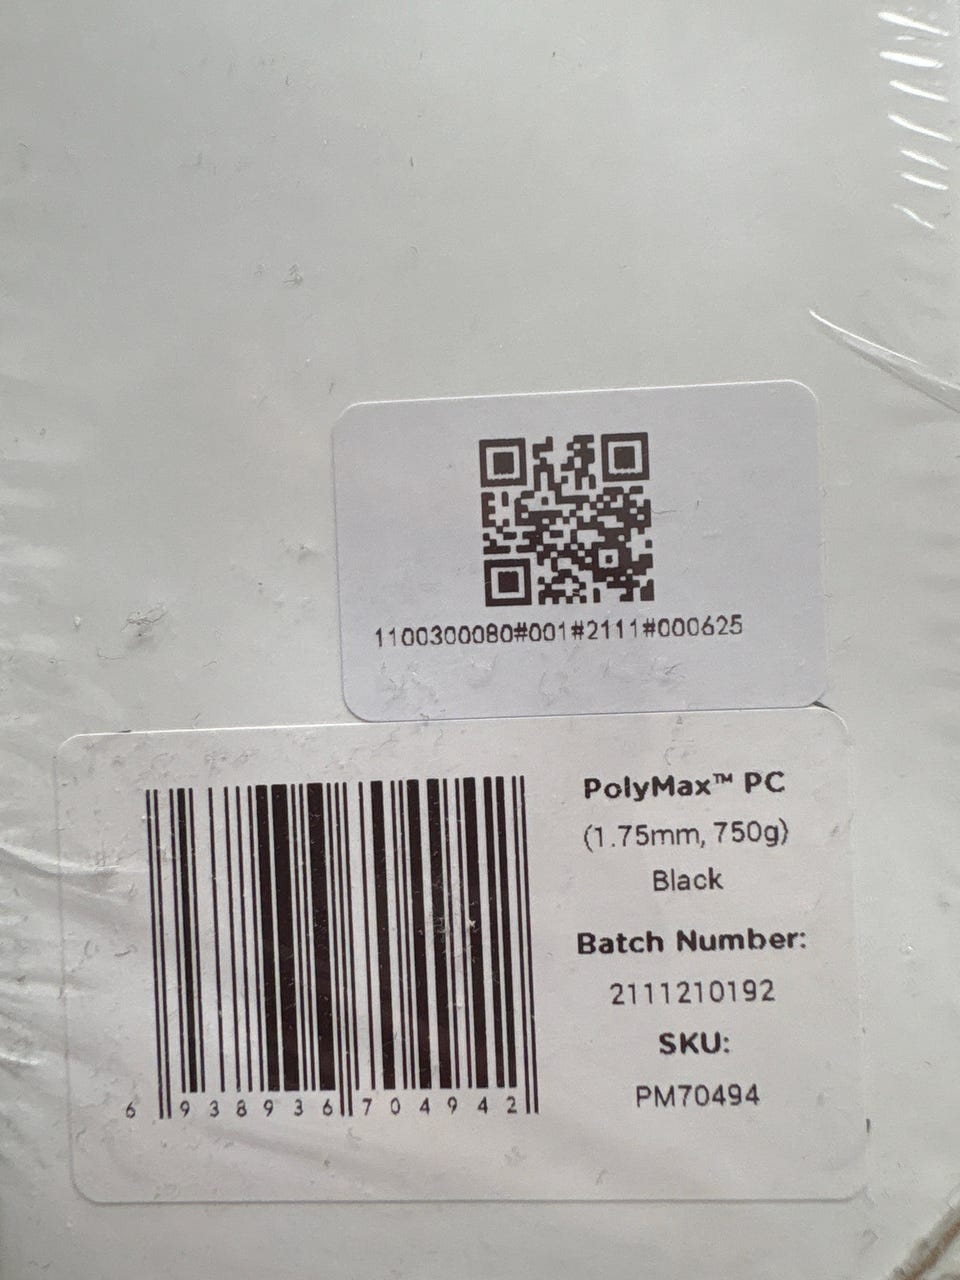 1100300080#001#2111#000625
PolyMax™ PC
(1.75mm, 750g)
Black
Batch Number:
2111210192
SKU:
PM70494
6 938936 704942